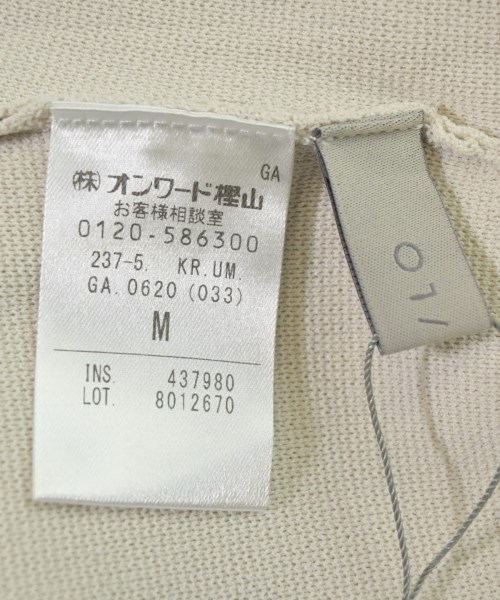 GA
(株)オンワード樫山
お客様相談室
0120-586300
237-5. KR.UM.
GA.0620(033)
M
INS. 437980
LOT. 8012670